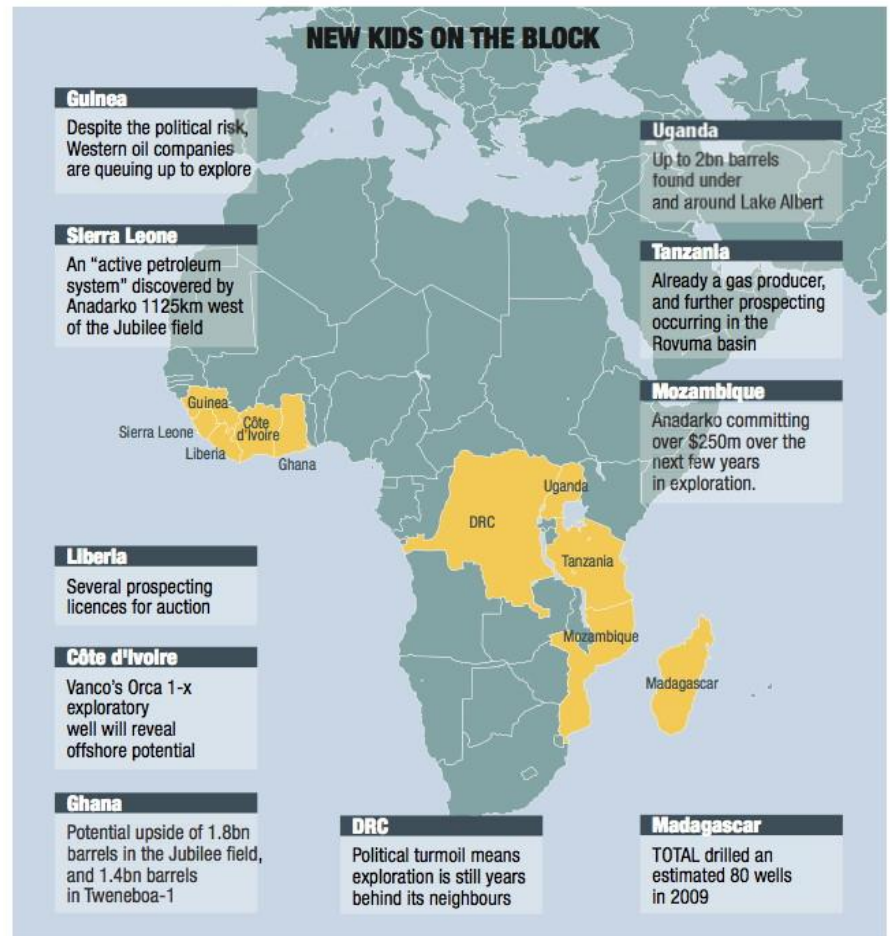 NEW KIDS ON THE BLOCK
Guinea
Despite the political risk,
Western oil companies
are queuing up to explore
Sierra Leone
An "active petroleum
system" discovered by
Anadarko 1125km west
of the Jubilee field
Uganda
Up to 2bn barrels
found under
and around Lake Albert
Tanzania
Already a gas producer,
and further prospecting
occurring in the
Rovuma basin
Mozambique
Anadarko committing
over $250m over the
next few years
in exploration.
Guinea
Sierra Leone
Côte
d'Ivoire
Liberia
Ghana
Uganda
DRC
Tanzania
Mozambique
Madagascar
Liberia
Several prospecting
licences for auction
Côte d'Ivoire
Vanco's Orca 1-x
exploratory
well will reveal
offshore potential
Ghana
Potential upside of 1.8bn
barrels in the Jubilee field,
and 1.4bn barrels
in Tweneboa-1
DRC
Political turmoil means
exploration is still years
behind its neighbours
Madagascar
TOTAL drilled an
estimated 80 wells
in 2009